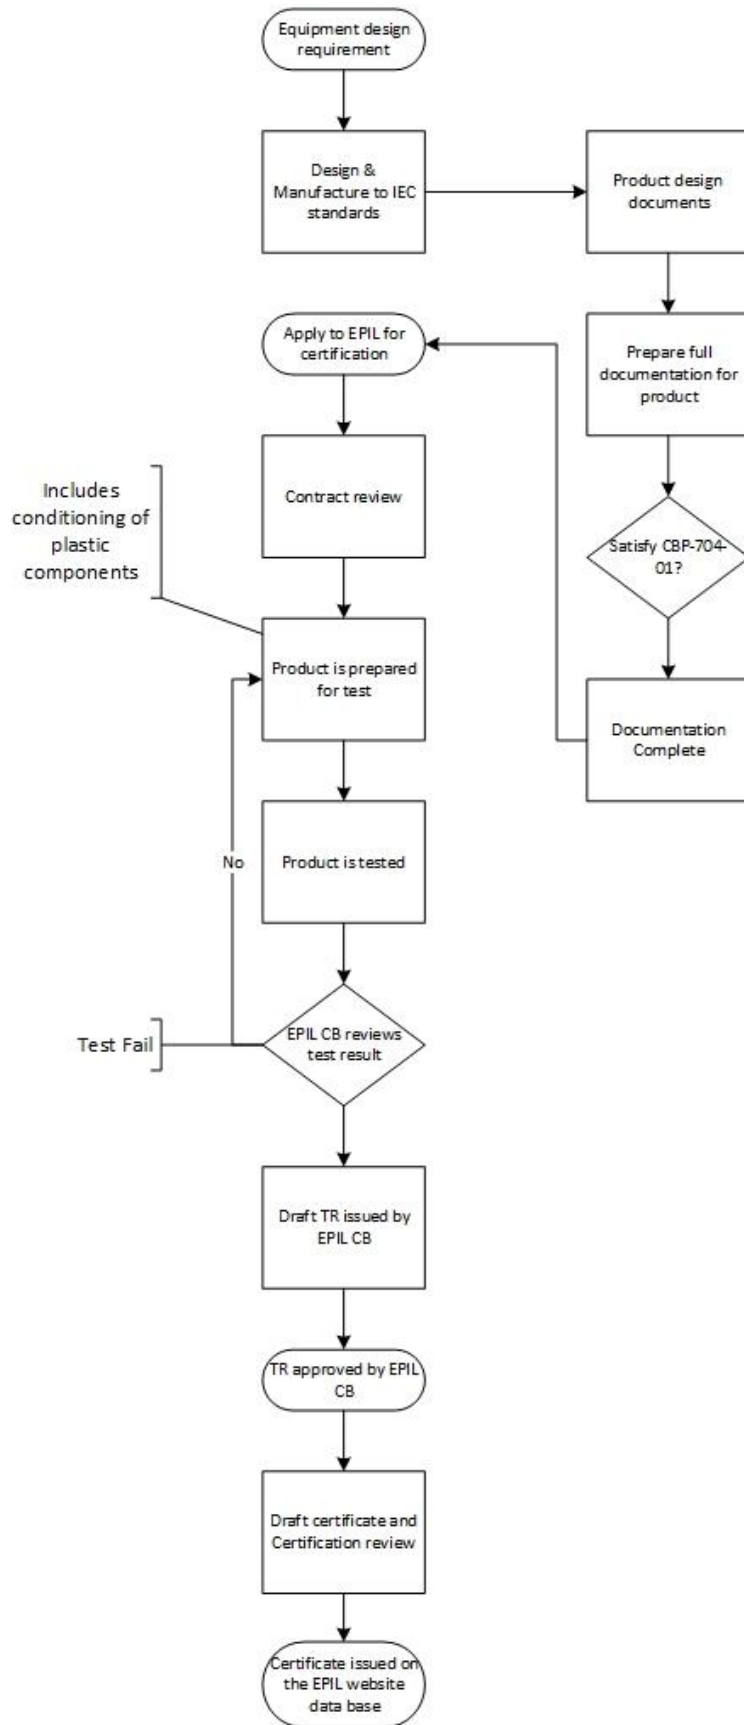 Equipment design
requirement
Design &
Manufacture to IEC
standards
Product design
documents
Apply to EPIL for
certification
Prepare full
documentation for
product
Includes
conditioning of
plastic
components
Contract review
Satisfy CBP-704-
01?
Product is prepared
for test
Documentation
Complete
No
Product is tested
Test Fail
EPIL CB reviews
test result
Draft TR issued by
EPIL CB
TR approved by EPIL
CB
Draft certificate and
Certification review
Certificate issued on
the EPIL website
data base